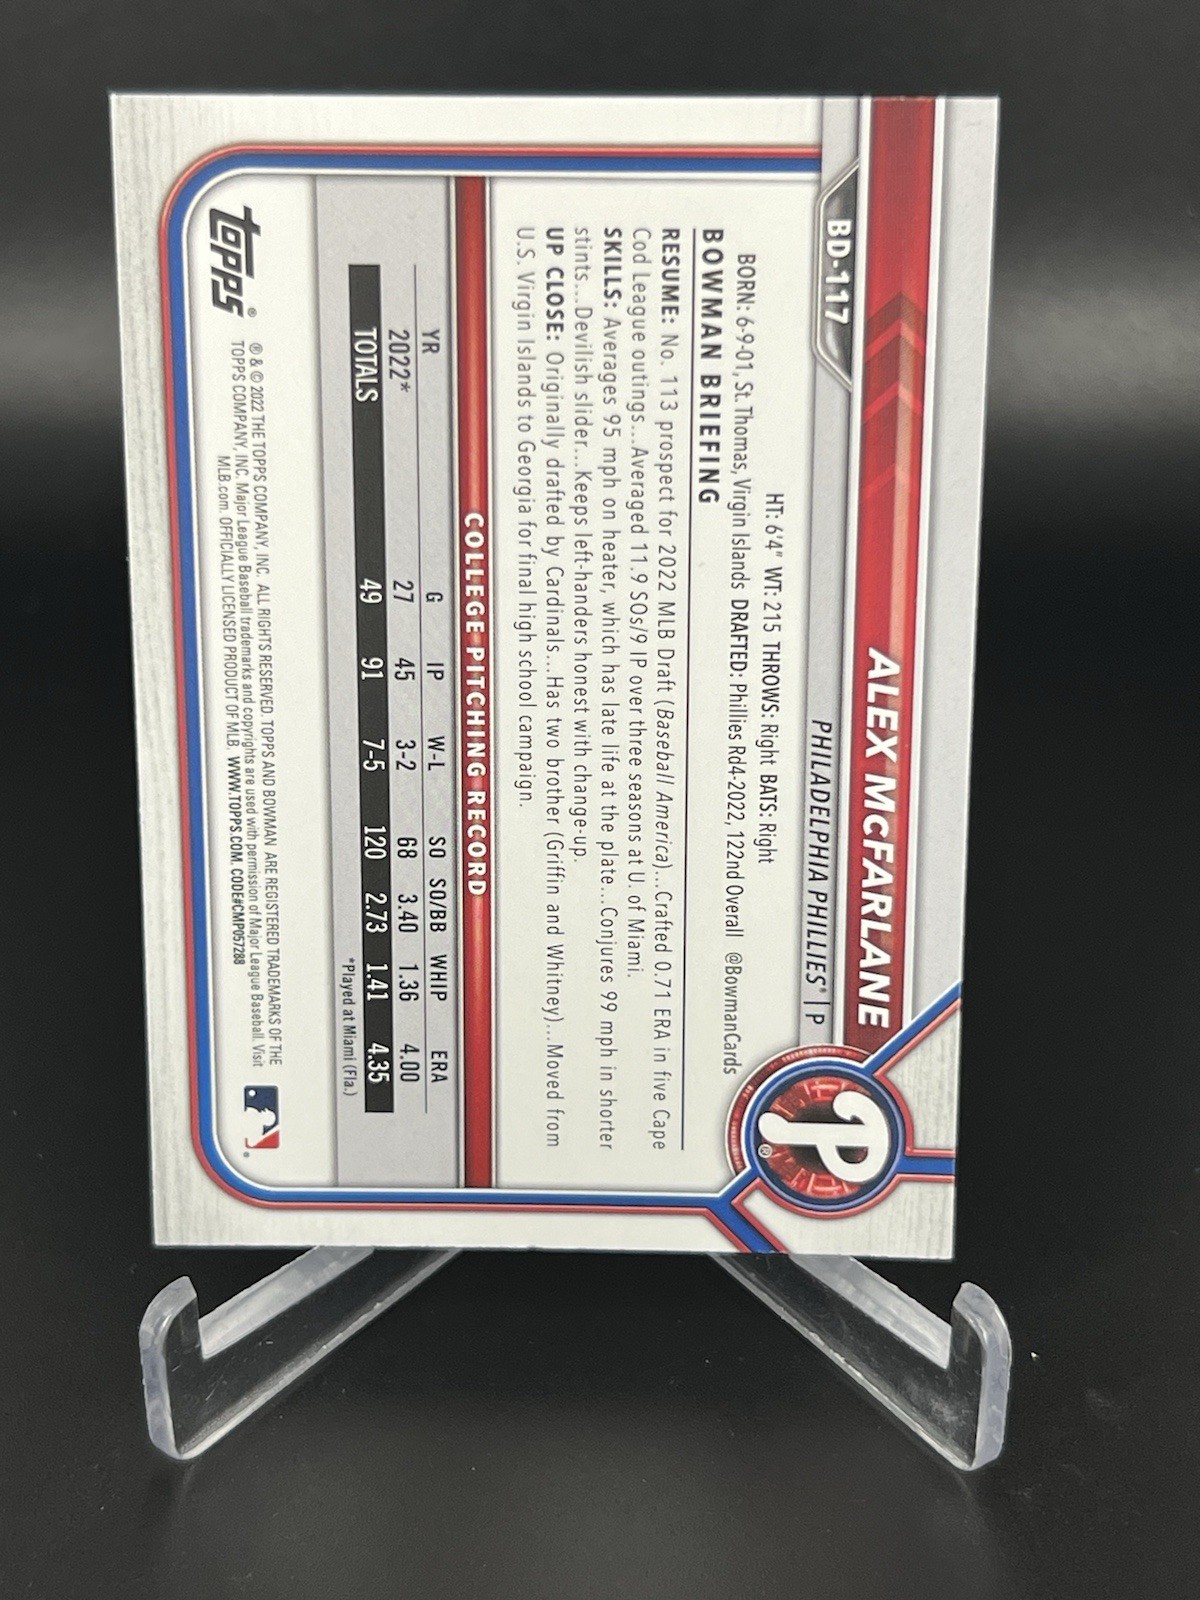 BD-117
ALEX McFARLANE
PHILADELPHIA PHILLIES® | P
P®
HT: 6'4" WT: 215 THROWS: Right BATS: Right
BORN: 6-9-01, St. Thomas, Virgin Islands DRAFTED: Phillies Rd4-2022, 122nd Overall @BowmanCards
BOWMAN BRIEFING
RESUME: No. 113 prospect for 2022 MLB Draft (Baseball America)...Crafted 0.71 ERA in five Cape
Cod League outings...Averaged 11.9 SOs/9 IP over three seasons at U. of Miami.
SKILLS: Averages 95 mph on heater, which has late life at the plate...Conjures 99 mph in shorter
stints...Devilish slider...Keeps left-handers honest with change-up.
UP CLOSE: Originally drafted by Cardinals...Has two brother (Griffin and Whitney)...Moved from
U.S. Virgin Islands to Georgia for final high school campaign.
COLLEGE PITCHING RECORD
YR G IP W-L SO SO/BB WHIP ERA
2022* 27 45 3-2 68 3.40 1.36 4.00
TOTALS 49 91 7-5 120 2.73 1.41 4.35
*Played at Miami (Fla.)
topps®
® & © 2022 THE TOPPS COMPANY, INC. ALL RIGHTS RESERVED. TOPPS AND BOWMAN ARE REGISTERED TRADEMARKS OF THE
TOPPS COMPANY, INC. Major League Baseball trademarks and copyrights are used with permission of Major League Baseball. Visit
MLB.com. OFFICIALLY LICENSED PRODUCT OF MLB. WWW.TOPPS.COM. CODE#CMP057288